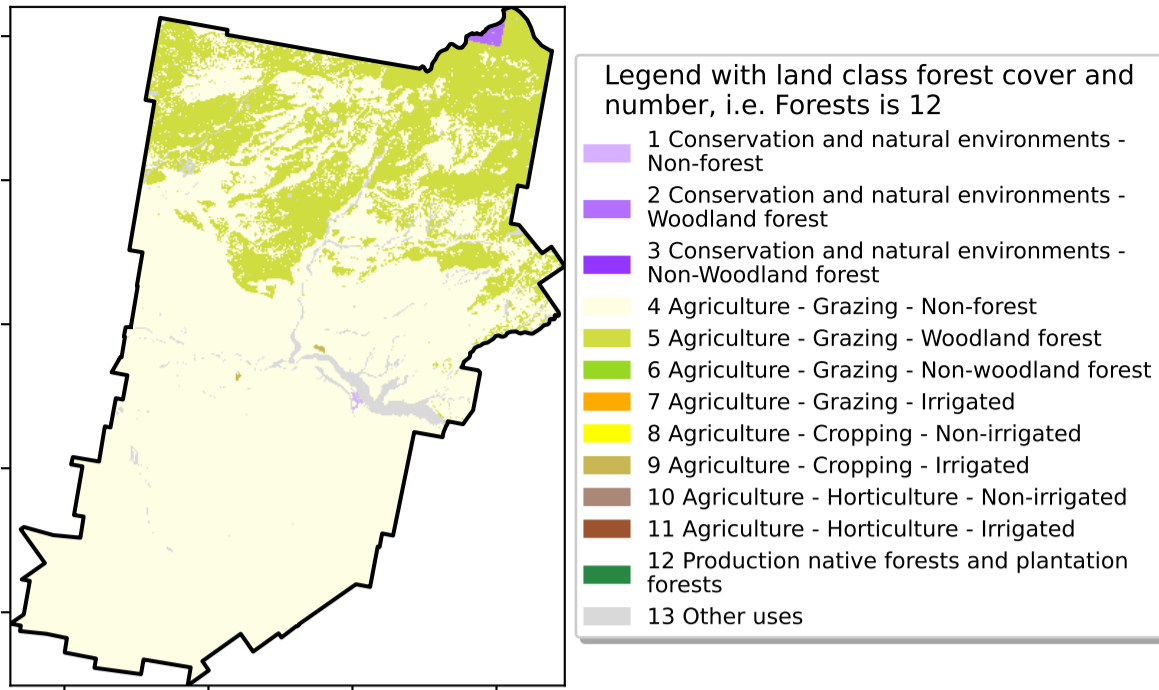 Legend with land class forest cover and
number, i.e. Forests is 12
1 Conservation and natural environments -
Non-forest
2 Conservation and natural environments -
Woodland forest
3 Conservation and natural environments -
Non-Woodland forest
4 Agriculture - Grazing - Non-forest
5 Agriculture - Grazing - Woodland forest
6 Agriculture - Grazing - Non-woodland forest
7 Agriculture - Grazing - Irrigated
8 Agriculture - Cropping - Non-irrigated
9 Agriculture - Cropping - Irrigated
10 Agriculture - Horticulture - Non-irrigated
11 Agriculture - Horticulture - Irrigated
12 Production native forests and plantation
forests
13 Other uses